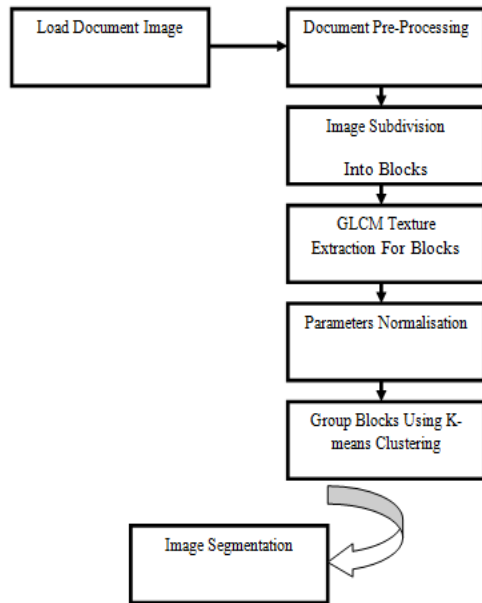 Load Document Image
Document Pre-Processing
Image Subdivision
Into Blocks
GLCM Texture
Extraction For Blocks
Parameters Normalisation
Group Blocks Using K-
means Clustering
Image Segmentation